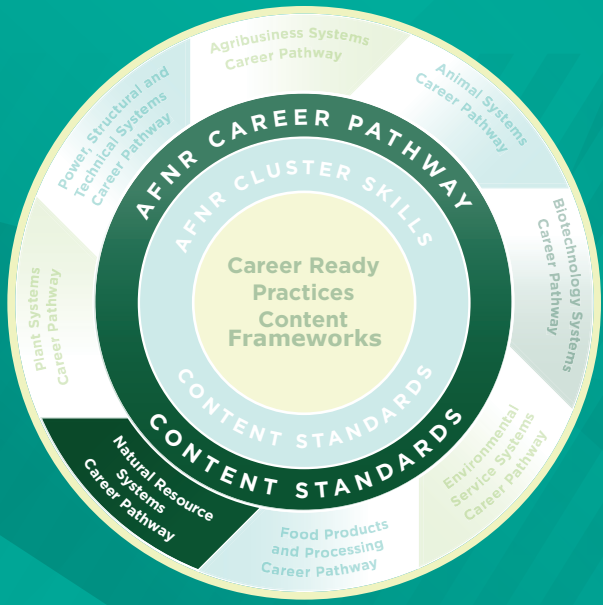 Agribusiness Systems
Career Pathway
Animal Systems
Career Pathway
Biotechnology Systems
Career Pathway
Environmental
Service Systems
Career Pathway
Food Products
and Processing
Career Pathway
Natural Resource
Systems
Career Pathway
Plant Systems
Career Pathway
Power, Structural and
Technical Systems
Career Pathway
AFNR CAREER PATHWAY
CONTENT STANDARDS
AFNR CLUSTER SKILLS
CONTENT STANDARDS
Career Ready
Practices
Content
Frameworks